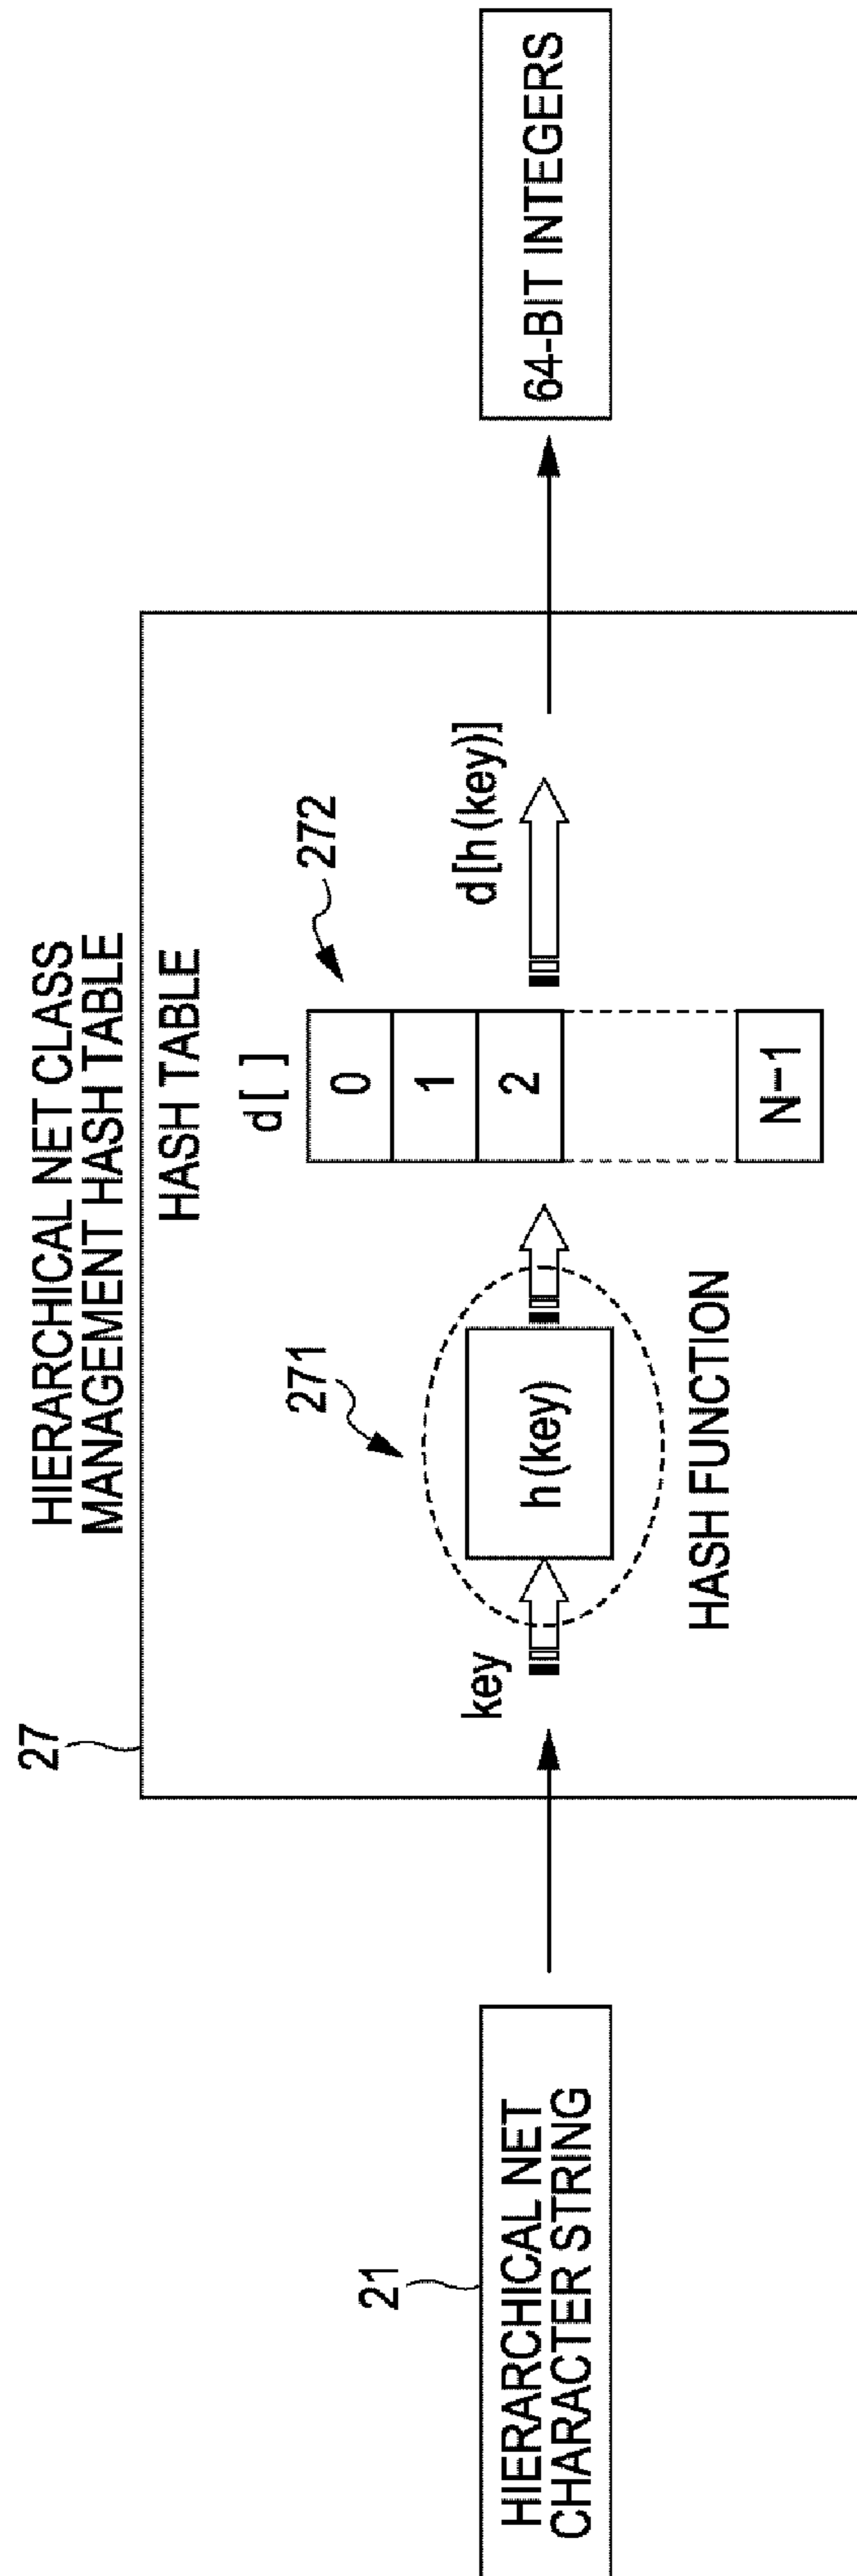 HIERARCHICAL NET CLASS
MANAGEMENT HASH TABLE
27
HASH TABLE
d[ ]
272
271
0
1
2
N−1
21
HIERARCHICAL NET
CHARACTER STRING
key
h(key)
HASH FUNCTION
d[h(key)]
64-BIT INTEGERS